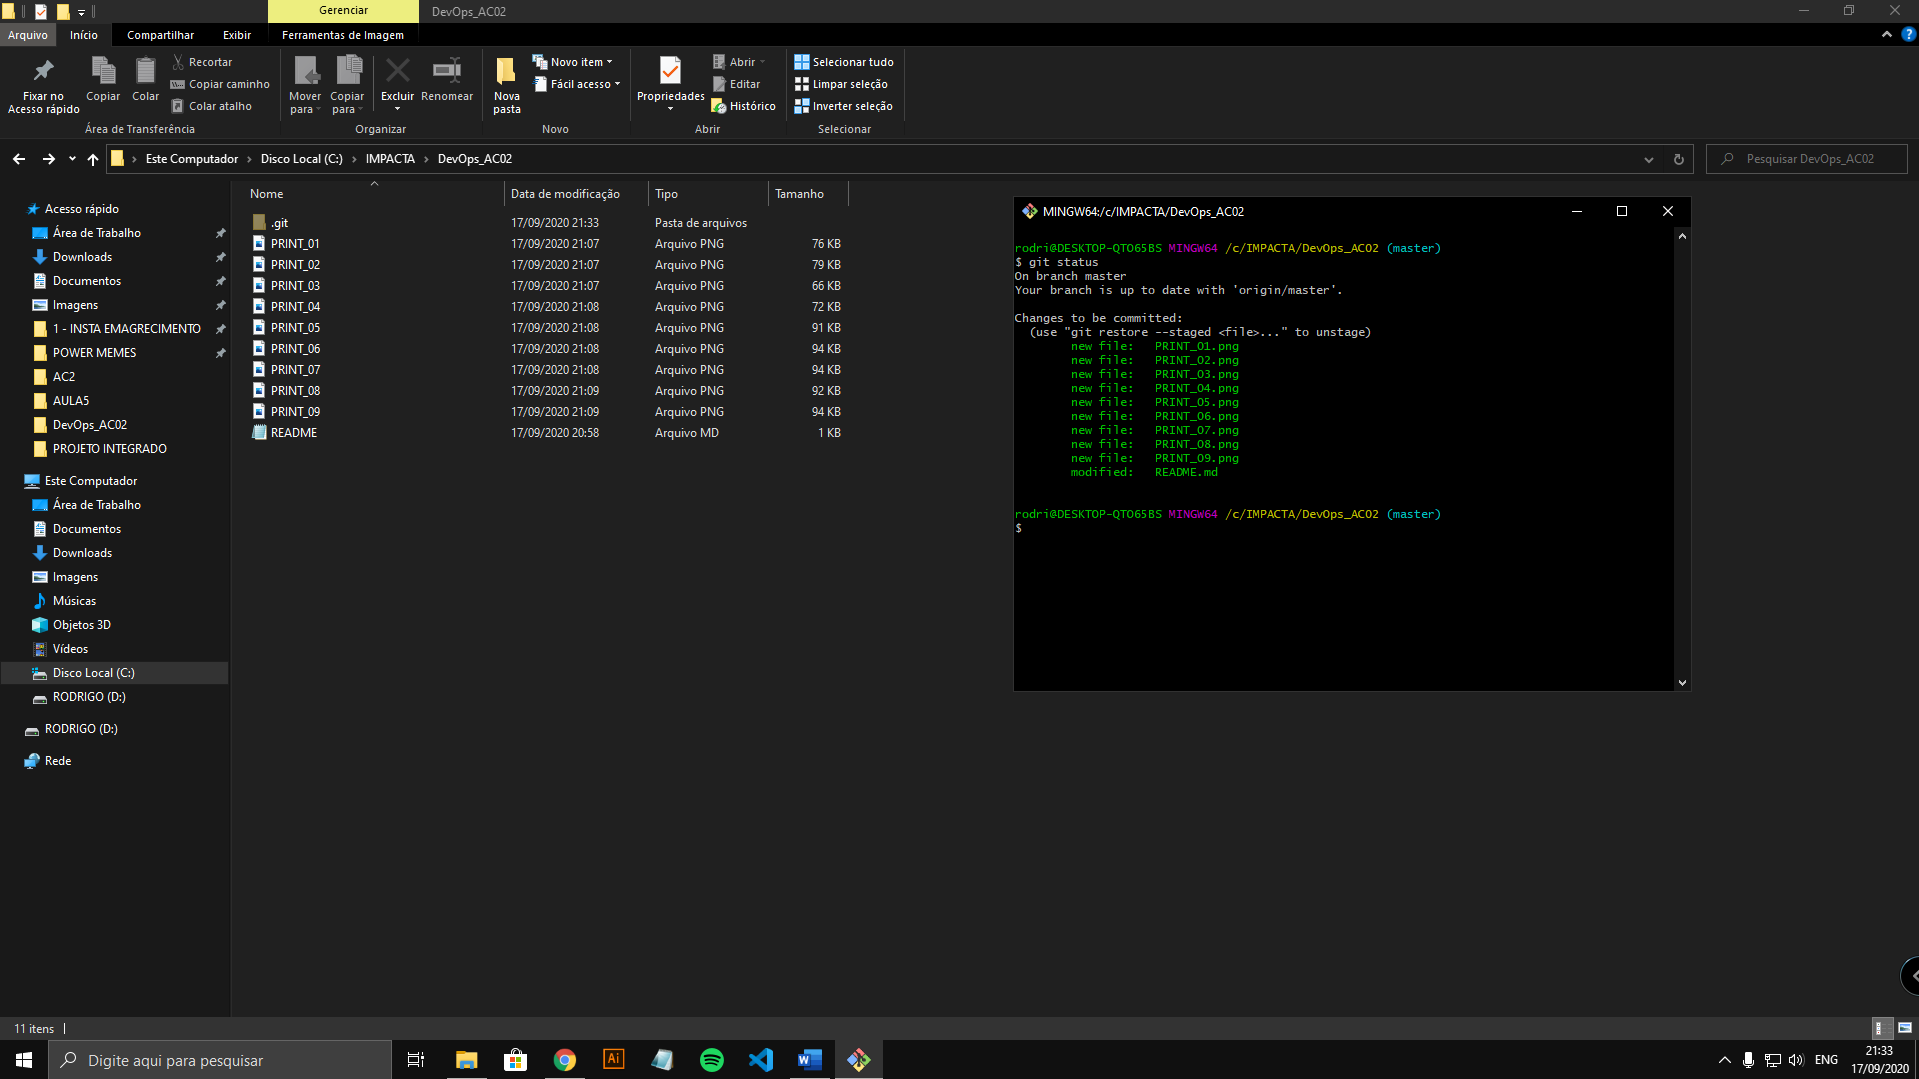 Gerenciar
DevOps_AC02
Arquivo
Início
Compartilhar
Exibir
Ferramentas de Imagem
Fixar no
Acesso rápido
Copiar
Colar
Recortar
Copiar caminho
Colar atalho
Área de Transferência
Mover
para
Copiar
para
Excluir
Renomear
Organizar
Nova
pasta
Novo item
Fácil acesso
Novo
Propriedades
Abrir
Editar
Histórico
Abrir
Selecionar tudo
Limpar seleção
Inverter seleção
Selecionar
Este Computador > Disco Local (C:) > IMPACTA > DevOps_AC02
Pesquisar DevOps_AC02
Acesso rápido
Área de Trabalho
Downloads
Documentos
Imagens
1 - INSTA EMAGRECIMENTO
POWER MEMES
AC2
AULA5
DevOps_AC02
PROJETO INTEGRADO
Este Computador
Área de Trabalho
Documentos
Downloads
Imagens
Músicas
Objetos 3D
Vídeos
Disco Local (C:)
RODRIGO (D:)
RODRIGO (D:)
Rede
Nome Data de modificação Tipo Tamanho
.git 17/09/2020 21:33 Pasta de arquivos
PRINT_01 17/09/2020 21:07 Arquivo PNG 76 KB
PRINT_02 17/09/2020 21:07 Arquivo PNG 79 KB
PRINT_03 17/09/2020 21:07 Arquivo PNG 66 KB
PRINT_04 17/09/2020 21:08 Arquivo PNG 72 KB
PRINT_05 17/09/2020 21:08 Arquivo PNG 91 KB
PRINT_06 17/09/2020 21:08 Arquivo PNG 94 KB
PRINT_07 17/09/2020 21:08 Arquivo PNG 94 KB
PRINT_08 17/09/2020 21:09 Arquivo PNG 92 KB
PRINT_09 17/09/2020 21:09 Arquivo PNG 94 KB
README 17/09/2020 20:58 Arquivo MD 1 KB
MINGW64:/c/IMPACTA/DevOps_AC02
rodri@DESKTOP-QTO65BS MINGW64 /c/IMPACTA/DevOps_AC02 (master)
$ git status
On branch master
Your branch is up to date with 'origin/master'.
Changes to be committed:
(use "git restore --staged <file>..." to unstage)
new file: PRINT_01.png
new file: PRINT_02.png
new file: PRINT_03.png
new file: PRINT_04.png
new file: PRINT_05.png
new file: PRINT_06.png
new file: PRINT_07.png
new file: PRINT_08.png
new file: PRINT_09.png
modified: README.md
rodri@DESKTOP-QTO65BS MINGW64 /c/IMPACTA/DevOps_AC02 (master)
$
11 itens
Digite aqui para pesquisar
Ai
ENG
21:33
17/09/2020